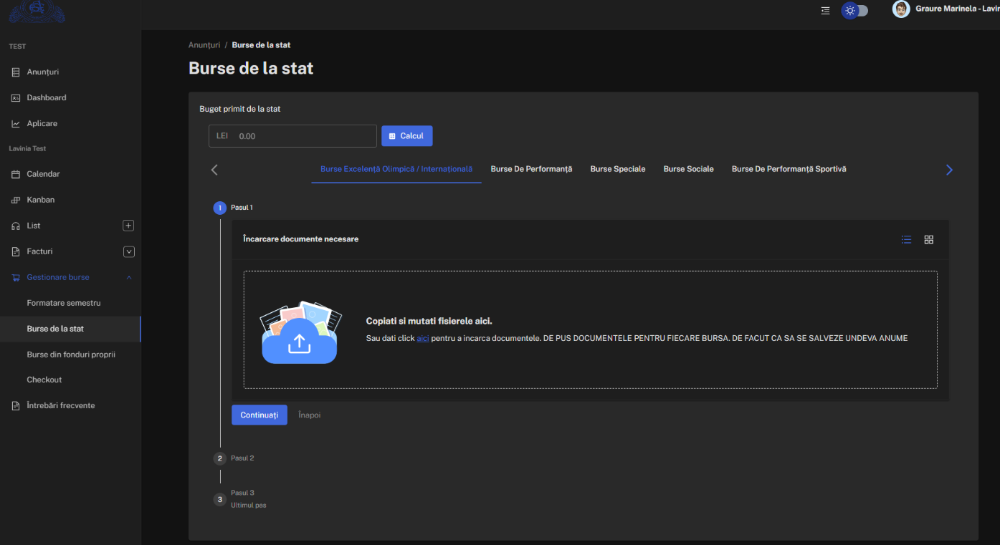 Graure Marinela - Lavin
TEST
Anunțuri
Dashboard
Aplicare
Lavinia Test
Calendar
Kanban
List
Facturi
Gestionare burse
Formatare semestru
Burse de la stat
Burse din fonduri proprii
Checkout
Întrebări frecvente
Anunțuri / Burse de la stat
Burse de la stat
Buget primit de la stat
LEI 0.00 Calcul
Burse Excelență Olimpică / Internațională Burse De Performanță Burse Speciale Burse Sociale Burse De Performanță Sportivă
1 Pasul 1
Încarcare documente necesare
Copiati si mutati fisierele aici.
Sau dati click aici pentru a incarca documentele. DE PUS DOCUMENTELE PENTRU FIECARE BURSA. DE FACUT CA SA SE SALVEZE UNDEVA ANUME
Continuați Înapoi
2 Pasul 2
3 Pasul 3
Ultimul pas